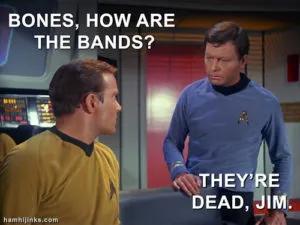 BONES, HOW ARE
THE BANDS?
THEY'RE
DEAD, JIM.
hamhijinks.com